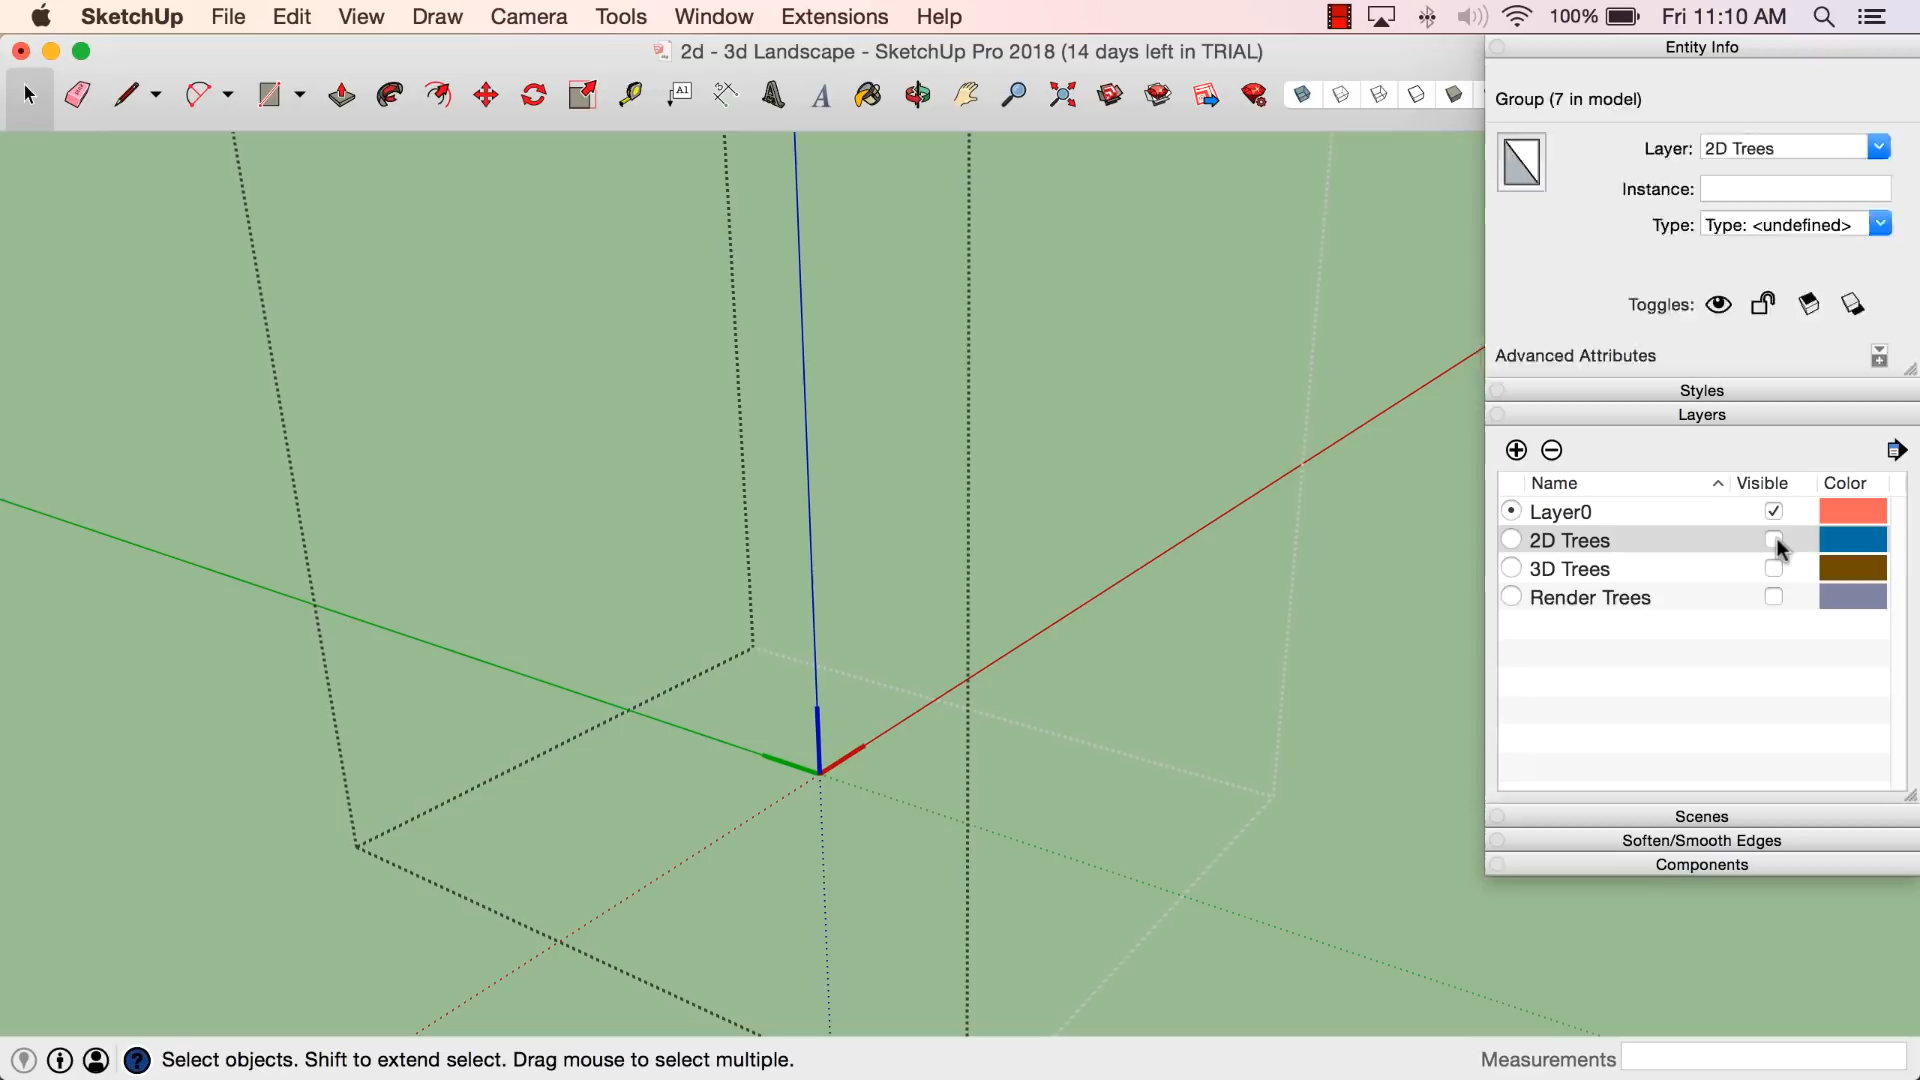 SketchUp File Edit View Draw Camera Tools Window Extensions Help 100% Fri 11:10 AM
2d - 3d Landscape - SketchUp Pro 2018 (14 days left in TRIAL)
Entity Info
Group (7 in model)
Layer: 2D Trees
Instance:
Type: Type: <undefined>
Toggles:
Advanced Attributes
Styles
Layers
Name Visible Color
Layer0
2D Trees
3D Trees
Render Trees
Scenes
Soften/Smooth Edges
Components
Select objects. Shift to extend select. Drag mouse to select multiple.
Measurements